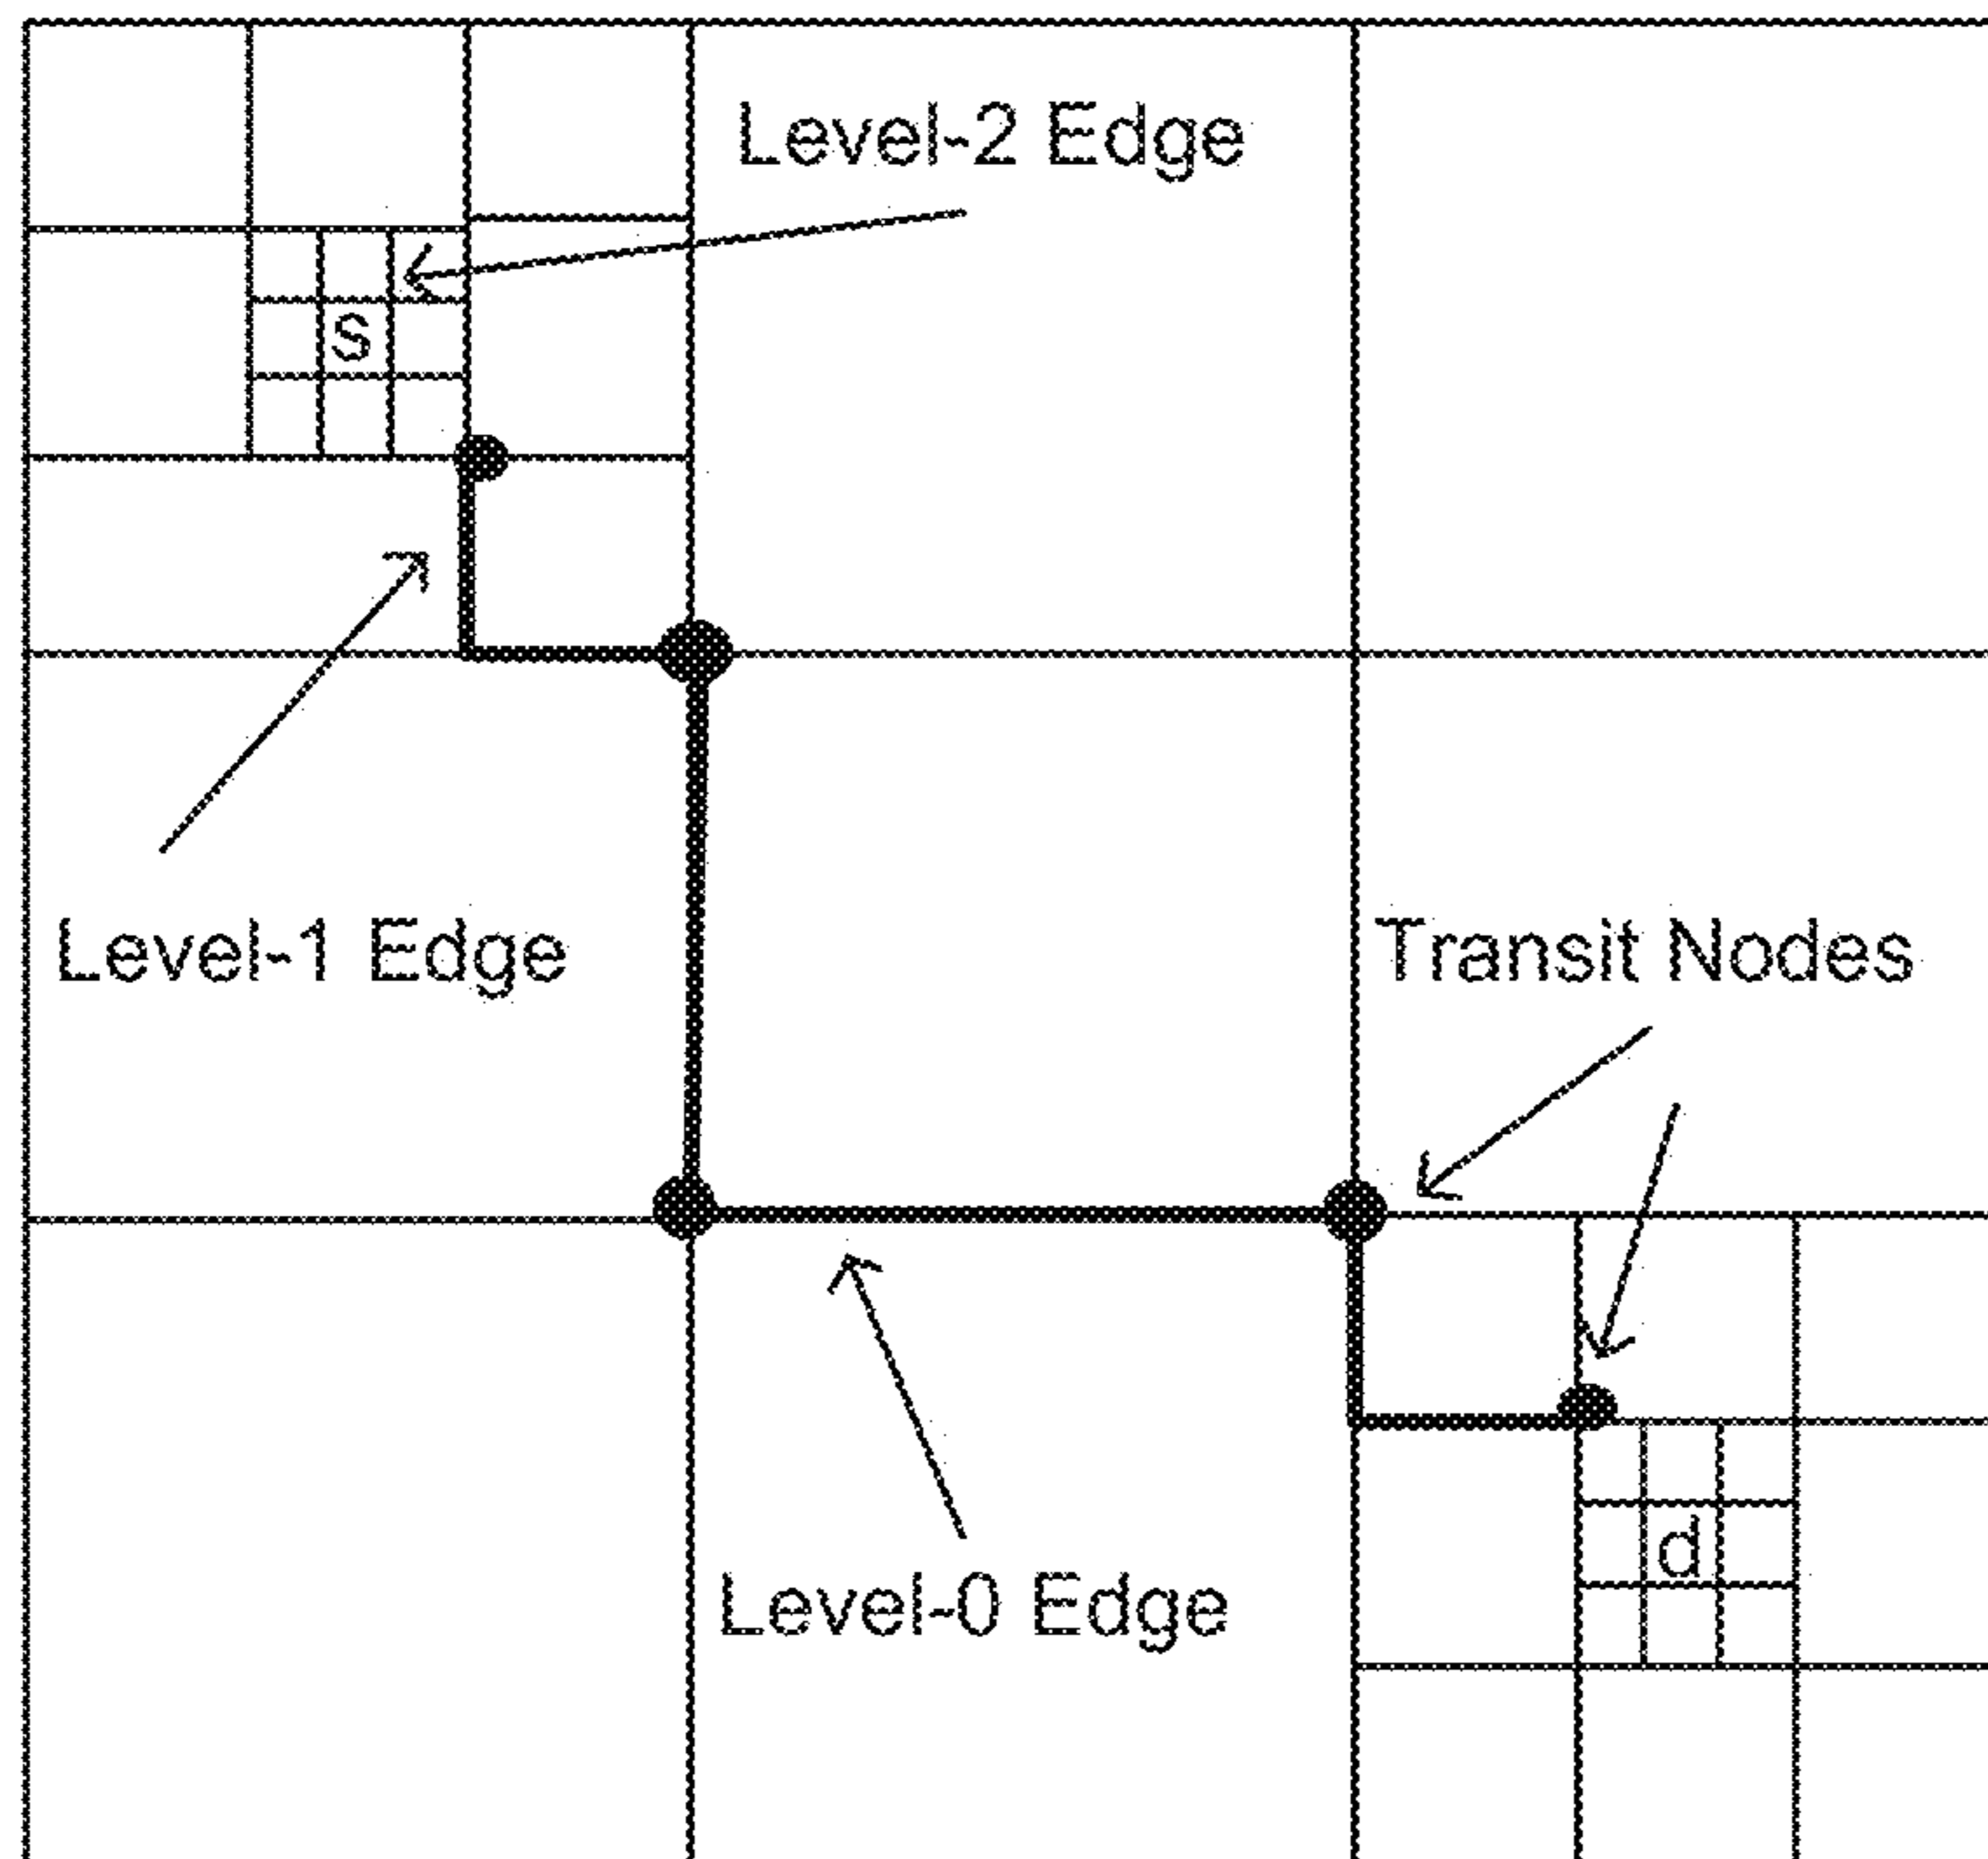 Level-2 Edge
s
Level-1 Edge
Transit Nodes
d
Level-0 Edge